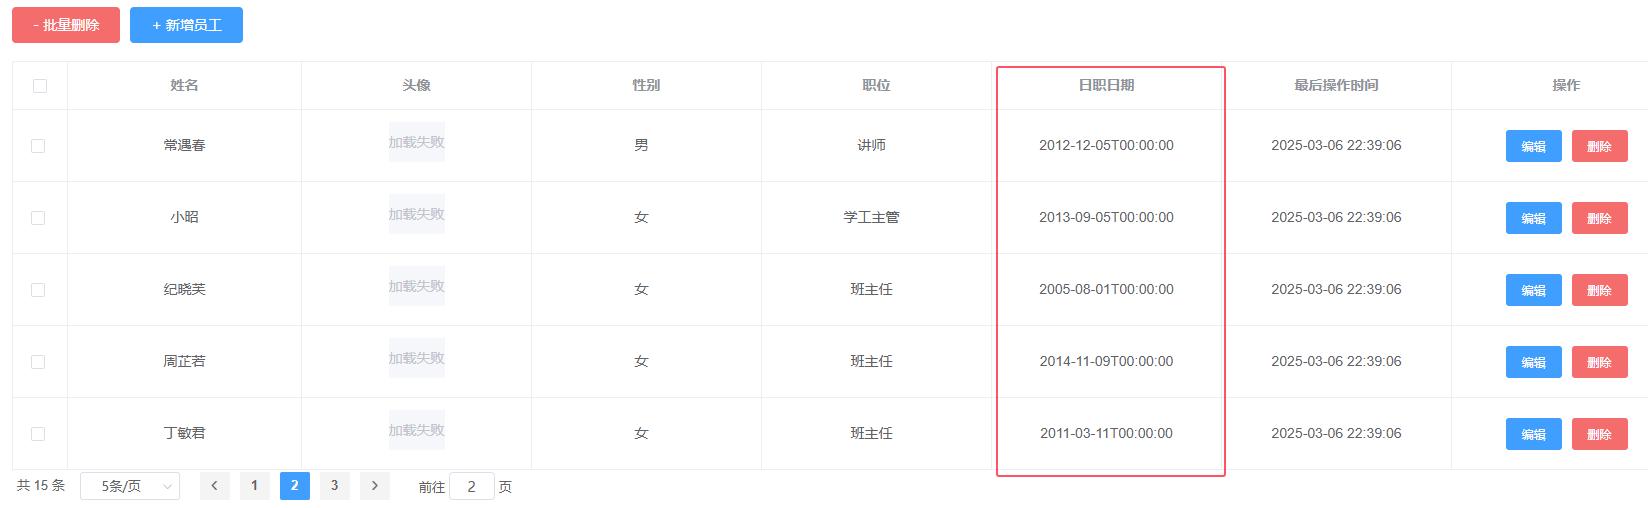 - 批量删除 + 新增员工
姓名 头像 性别 职位 日职日期 最后操作时间 操作
常遇春 加载失败 男 讲师 2012-12-05T00:00:00 2025-03-06 22:39:06 编辑 删除
小昭 加载失败 女 学工主管 2013-09-05T00:00:00 2025-03-06 22:39:06 编辑 删除
纪晓芙 加载失败 女 班主任 2005-08-01T00:00:00 2025-03-06 22:39:06 编辑 删除
周芷若 加载失败 女 班主任 2014-11-09T00:00:00 2025-03-06 22:39:06 编辑 删除
丁敏君 加载失败 女 班主任 2011-03-11T00:00:00 2025-03-06 22:39:06 编辑 删除
共 15 条 5条/页 1 2 3 前往 2 页